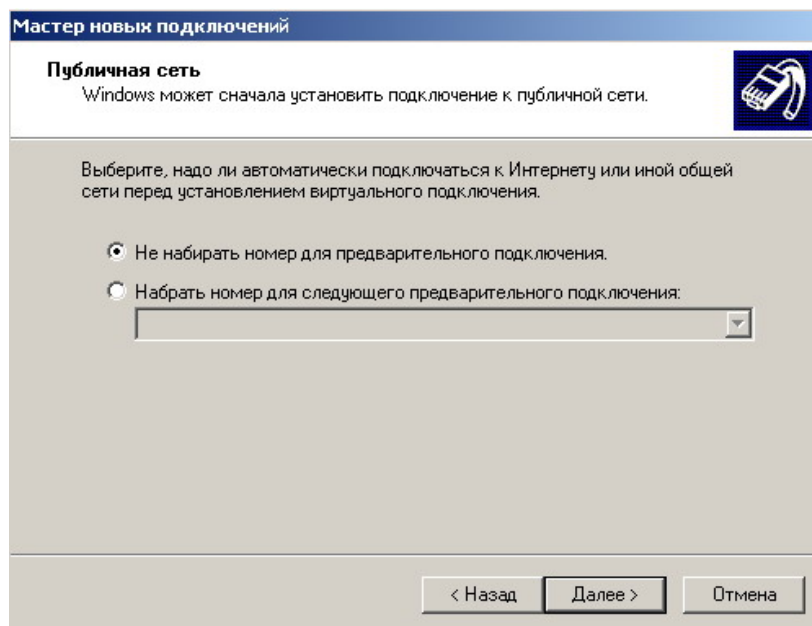 Мастер новых подключений
Публичная сеть
Windows может сначала установить подключение к публичной сети.
Выберите, надо ли автоматически подключаться к Интернету или иной общей
сети перед установлением виртуального подключения.
Не набирать номер для предварительного подключения.
Набрать номер для следующего предварительного подключения:
< Назад
Далее >
Отмена